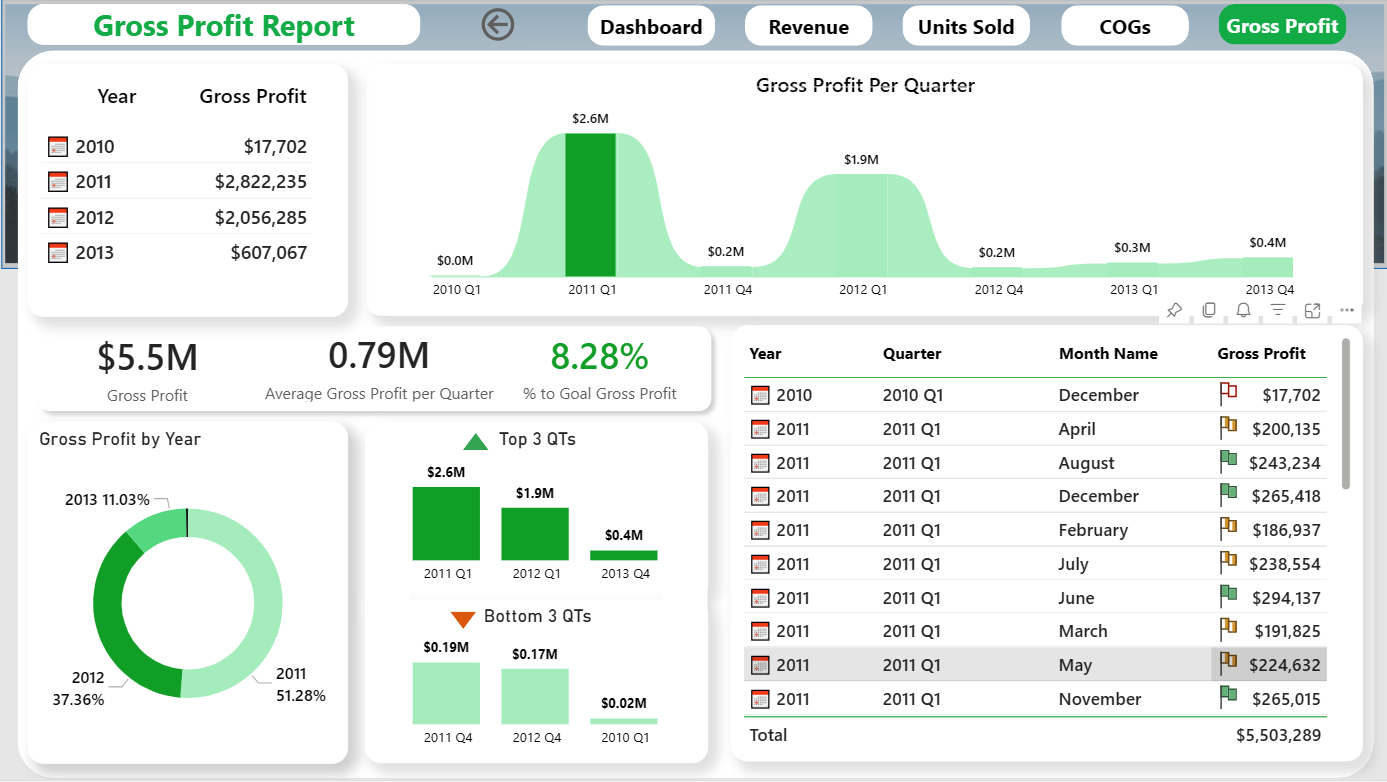 Gross Profit Report
Dashboard
Revenue
Units Sold
COGs
Gross Profit
Year Gross Profit
2010 $17,702
2011 $2,822,235
2012 $2,056,285
2013 $607,067
Gross Profit Per Quarter
$2.6M
$1.9M
$0.0M
$0.2M
$0.2M
$0.3M
$0.4M
2010 Q1 2011 Q1 2011 Q4 2012 Q1 2012 Q4 2013 Q1 2013 Q4
$5.5M
Gross Profit
0.79M
Average Gross Profit per Quarter
8.28%
% to Goal Gross Profit
Gross Profit by Year
2013 11.03%
2012
37.36%
2011
51.28%
Top 3 QTs
$2.6M
$1.9M
$0.4M
2011 Q1 2012 Q1 2013 Q4
Bottom 3 QTs
$0.19M
$0.17M
$0.02M
2011 Q4 2012 Q4 2010 Q1
Year Quarter Month Name Gross Profit
2010 2010 Q1 December $17,702
2011 2011 Q1 April $200,135
2011 2011 Q1 August $243,234
2011 2011 Q1 December $265,418
2011 2011 Q1 February $186,937
2011 2011 Q1 July $238,554
2011 2011 Q1 June $294,137
2011 2011 Q1 March $191,825
2011 2011 Q1 May $224,632
2011 2011 Q1 November $265,015
Total $5,503,289